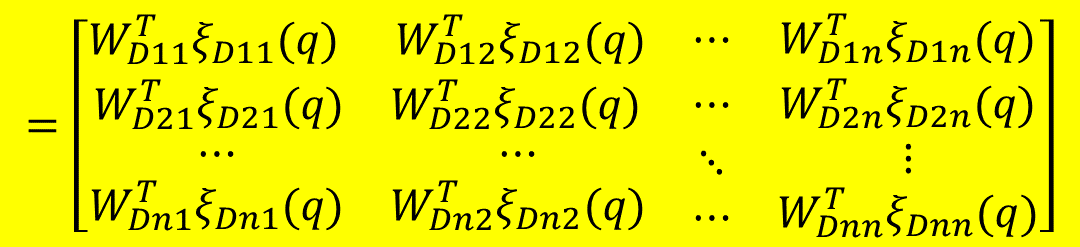 = [ W_{D11}^T ξ_{D11}(q) W_{D12}^T ξ_{D12}(q) ⋯ W_{D1n}^T ξ_{D1n}(q)
W_{D21}^T ξ_{D21}(q) W_{D22}^T ξ_{D22}(q) ⋯ W_{D2n}^T ξ_{D2n}(q)
⋯ ⋯ ⋱ ⋮
W_{Dn1}^T ξ_{Dn1}(q) W_{Dn2}^T ξ_{Dn2}(q) ⋯ W_{Dnn}^T ξ_{Dnn}(q) ]